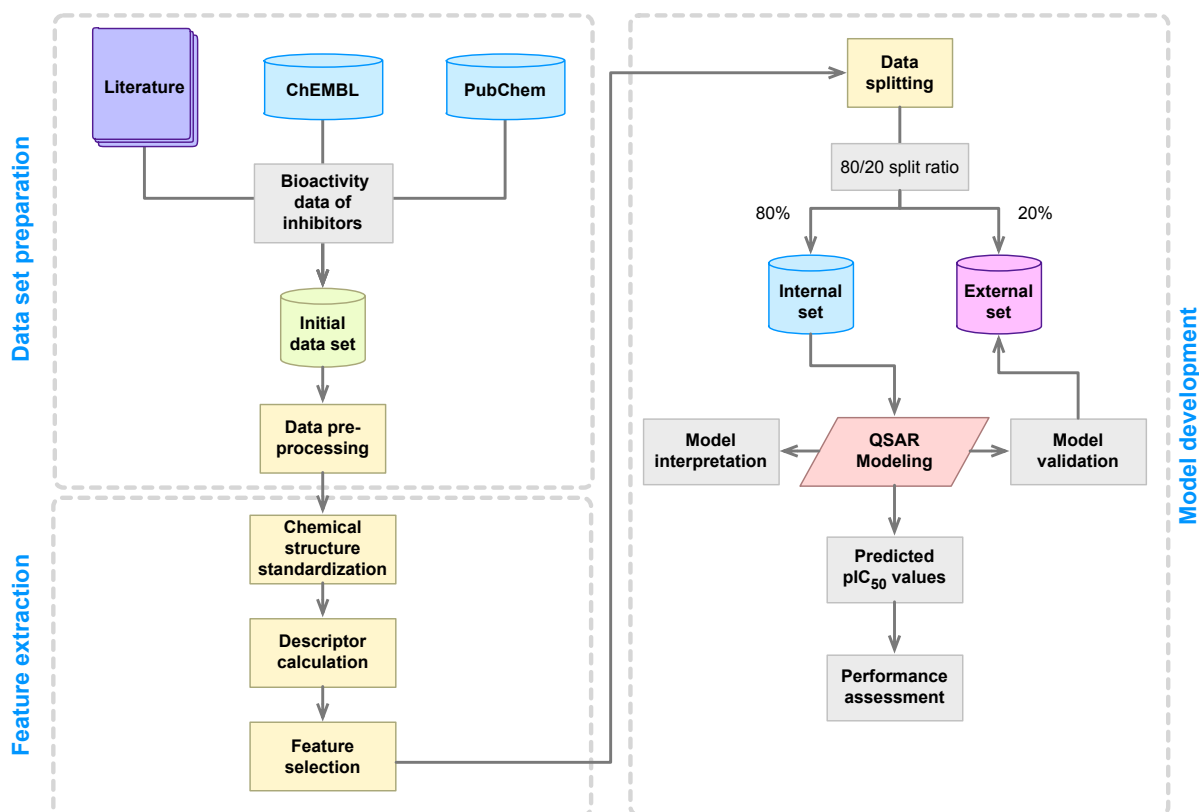 Data set preparation
Literature
ChEMBL
PubChem
Bioactivity
data of
inhibitors
Initial
data set
Data pre-
processing
Feature extraction
Chemical
structure
standardization
Descriptor
calculation
Feature
selection
Model development
Data
splitting
80/20 split ratio
80%
20%
Internal
set
External
set
Model
interpretation
QSAR
Modeling
Model
validation
Predicted
pIC50 values
Performance
assessment